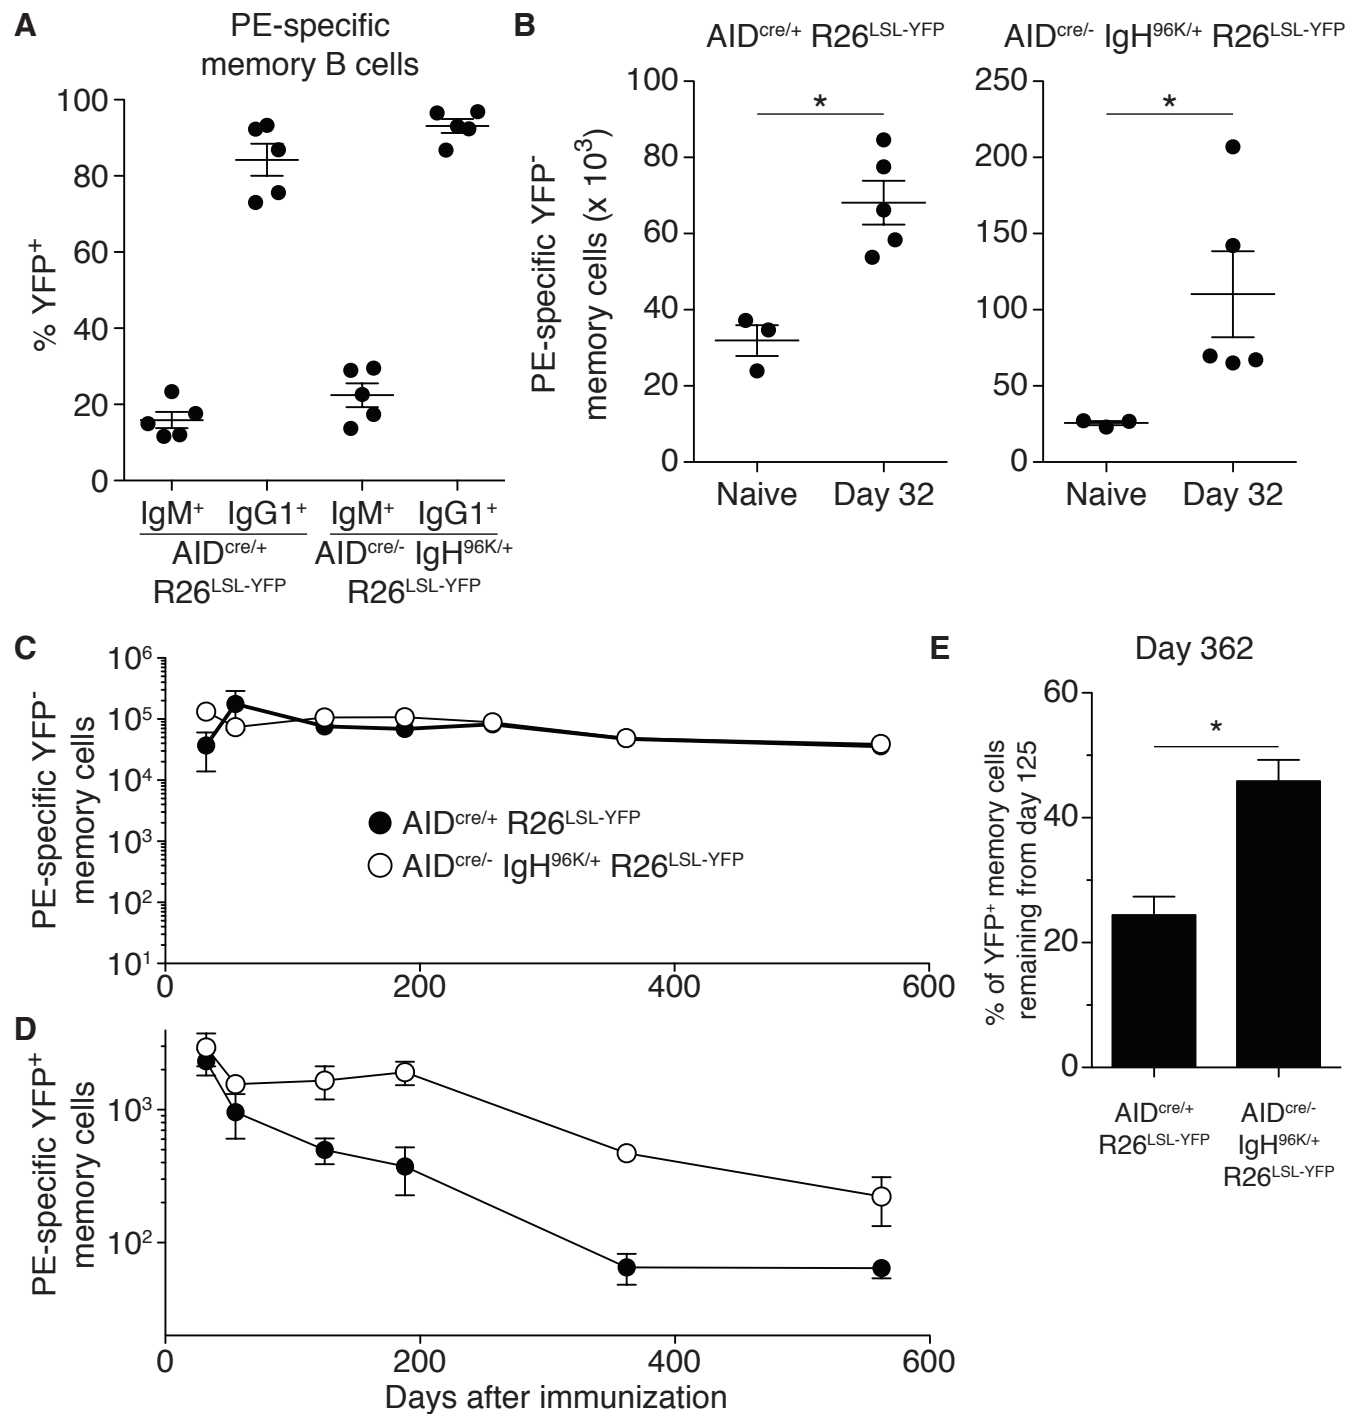 A
PE-specific
memory B cells
% YFP+
100
80
60
40
20
0
IgM+ IgG1+ IgM+ IgG1+
AIDcre/+ AIDcre/- IgH96K/+
R26LSL-YFP R26LSL-YFP
B
AIDcre/+ R26LSL-YFP
PE-specific YFP-
memory cells (x 103)
100
80
60
40
20
0
*
Naive Day 32
AIDcre/- IgH96K/+ R26LSL-YFP
250
200
150
100
50
0
*
Naive Day 32
C
PE-specific YFP-
memory cells
106
105
104
103
102
101
AIDcre/+ R26LSL-YFP
AIDcre/- IgH96K/+ R26LSL-YFP
0 200 400 600
D
PE-specific YFP+
memory cells
103
102
0 200 400 600
Days after immunization
E
Day 362
% of YFP+ memory cells
remaining from day 125
60
40
20
0
*
AIDcre/+
R26LSL-YFP
AIDcre/-
IgH96K/+
R26LSL-YFP